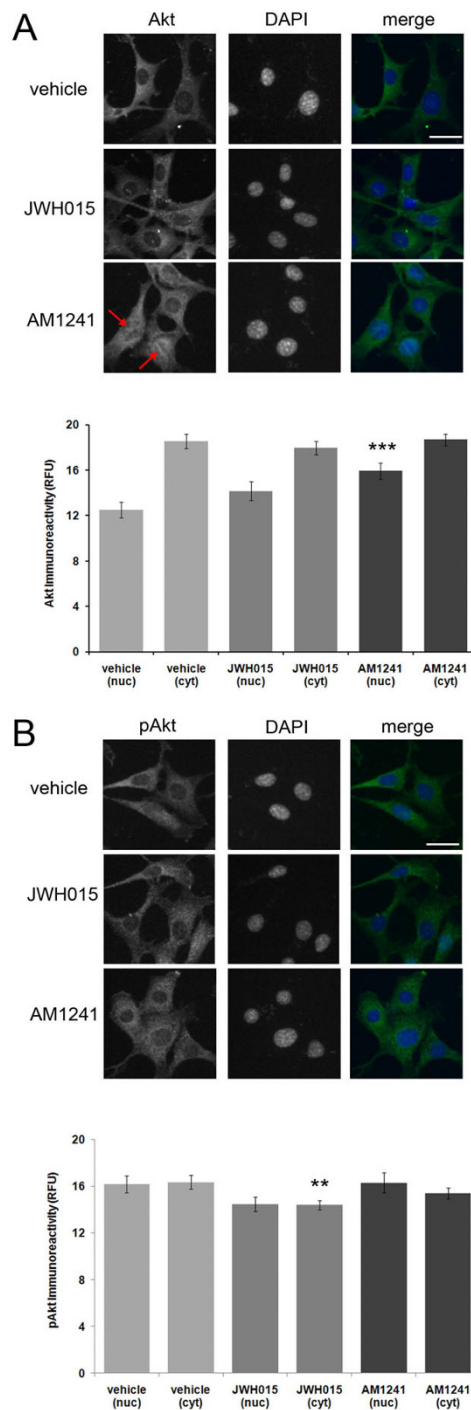 A
Akt DAPI merge
vehicle
JWH015
AM1241
Akt Immunoreactivity (RFU)
20
16
12
8
4
0
***
vehicle (nuc) vehicle (cyt) JWH015 (nuc) JWH015 (cyt) AM1241 (nuc) AM1241 (cyt)
B
pAkt DAPI merge
vehicle
JWH015
AM1241
pAkt Immunoreactivity (RFU)
20
16
12
8
4
0
**
vehicle (nuc) vehicle (cyt) JWH015 (nuc) JWH015 (cyt) AM1241 (nuc) AM1241 (cyt)